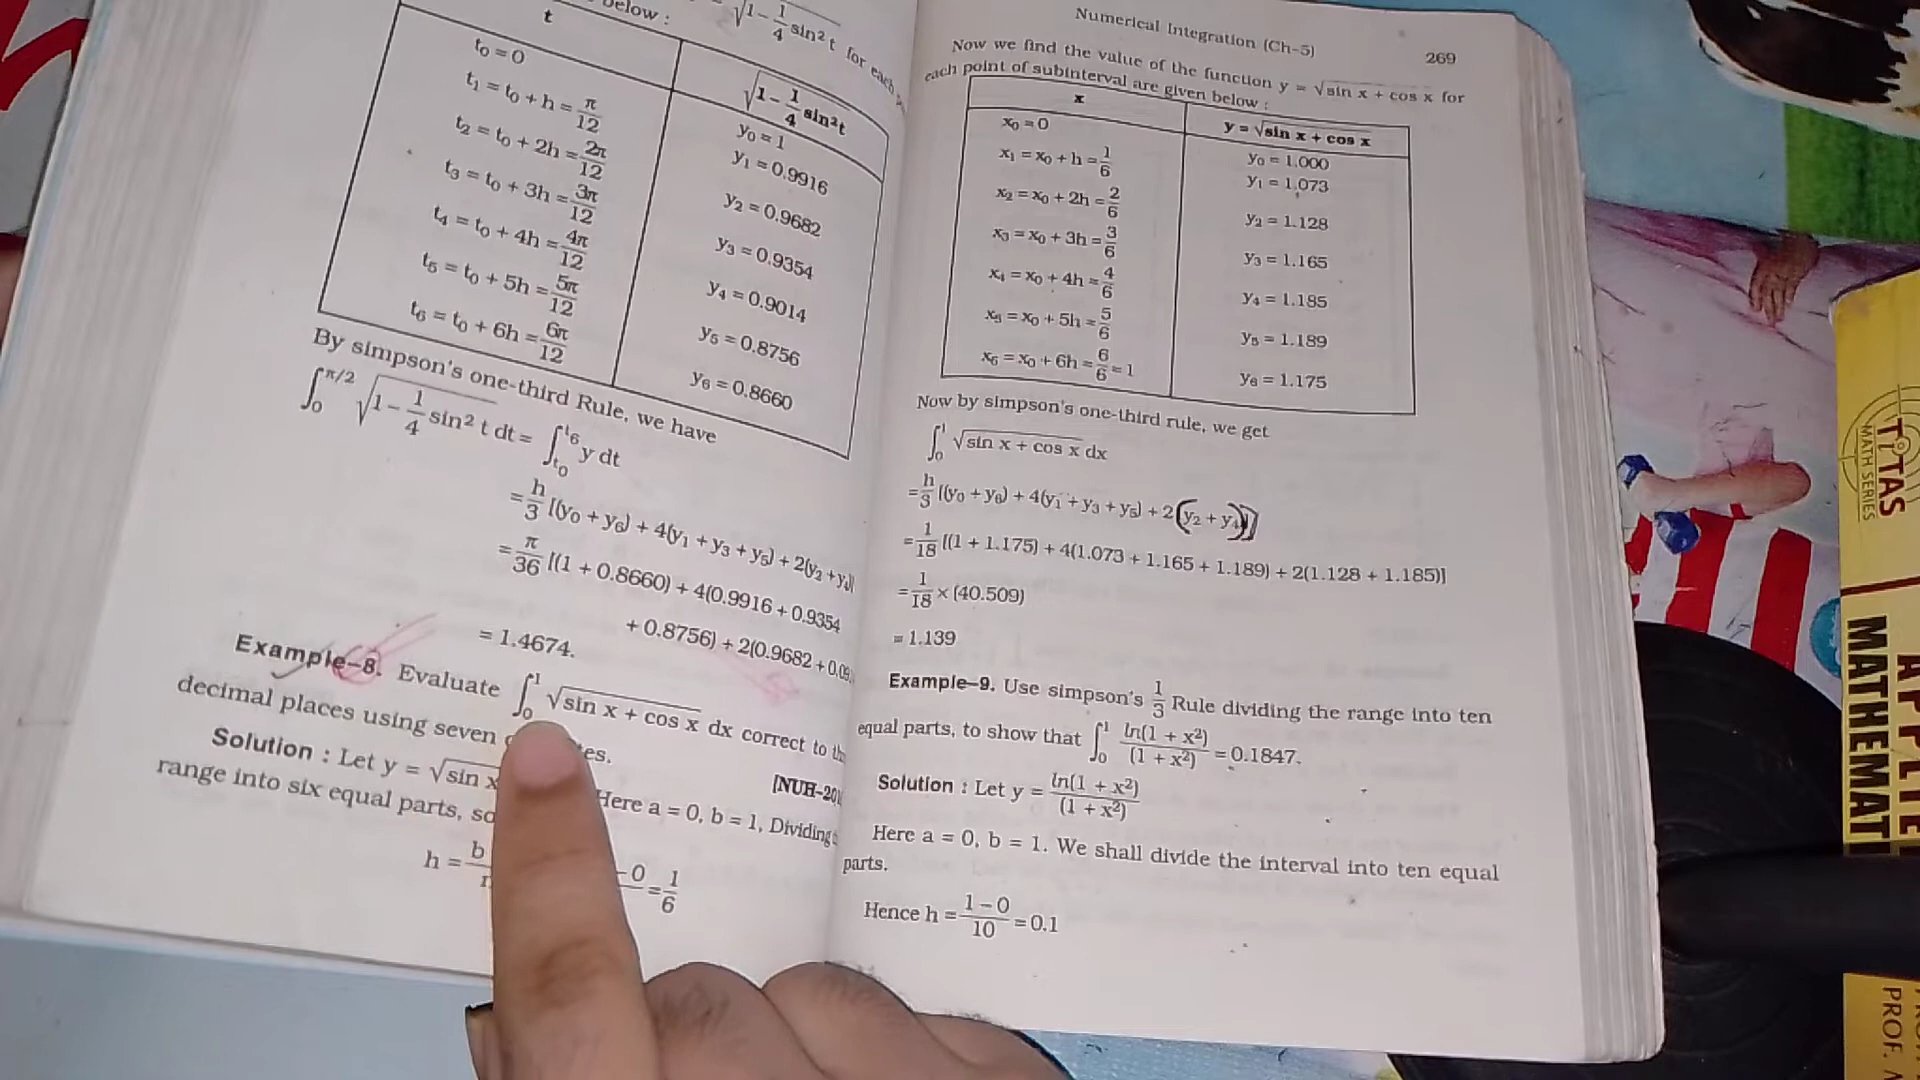 below :
√1 − 1/4 sin² t for each
t
√1 − 1/4 sin²t
t₀ = 0
y₀ = 1
t₁ = t₀ + h = π/12
y₁ = 0.9916
t₂ = t₀ + 2h = 2π/12
y₂ = 0.9682
t₃ = t₀ + 3h = 3π/12
y₃ = 0.9354
t₄ = t₀ + 4h = 4π/12
y₄ = 0.9014
t₅ = t₀ + 5h = 5π/12
y₅ = 0.8756
t₆ = t₀ + 6h = 6π/12
y₆ = 0.8660
By simpson's one-third Rule, we have
∫₀^π/2 √1 − 1/4 sin² t dt = ∫t₀^t₆ y dt
= h/3 [(y₀ + y₆) + 4(y₁ + y₃ + y₅) + 2(y₂ + y₄)]
= π/36 [(1 + 0.8660) + 4(0.9916 + 0.9354
+ 0.8756) + 2(0.9682 +
= 1.4674.
Example–8. Evaluate ∫₀¹ √sin x + cos x dx correct to
decimal places using seven
[NUH-20
Solution : Let y = √sin x Here a = 0, b = 1, Dividing
range into six equal parts, so
h = b − 0 = 1/6
Numerical Integration (Ch–5)
269
Now we find the value of the function y = √sin x + cos x for
each point of subinterval are given below :
x
y = √sin x + cos x
x₀ = 0
y₀ = 1.000
x₁ = x₀ + h = 1/6
y₁ = 1.073
x₂ = x₀ + 2h = 2/6
y₂ = 1.128
x₃ = x₀ + 3h = 3/6
y₃ = 1.165
x₄ = x₀ + 4h = 4/6
y₄ = 1.185
x₅ = x₀ + 5h = 5/6
y₅ = 1.189
x₆ = x₀ + 6h = 6/6 = 1
y₆ = 1.175
Now by simpson's one-third rule, we get
∫₀¹ √sin x + cos x dx
= h/3 [(y₀ + y₆) + 4(y₁ + y₃ + y₅) + 2(y₂ + y₄)]
= 1/18 [(1 + 1.175) + 4(1.073 + 1.165 + 1.189) + 2(1.128 + 1.185)]
= 1/18 × (40.509)
= 1.139
Example–9. Use simpson's 1/3 Rule dividing the range into ten
equal parts, to show that ∫₀¹ ln(1 + x²)/(1 + x²) = 0.1847.
Solution : Let y = ln(1 + x²)/(1 + x²)
Here a = 0, b = 1. We shall divide the interval into ten equal
parts.
Hence h = 1 − 0/10 = 0.1
TITAS
MATH SERIES
MATHEMAT
PROF.